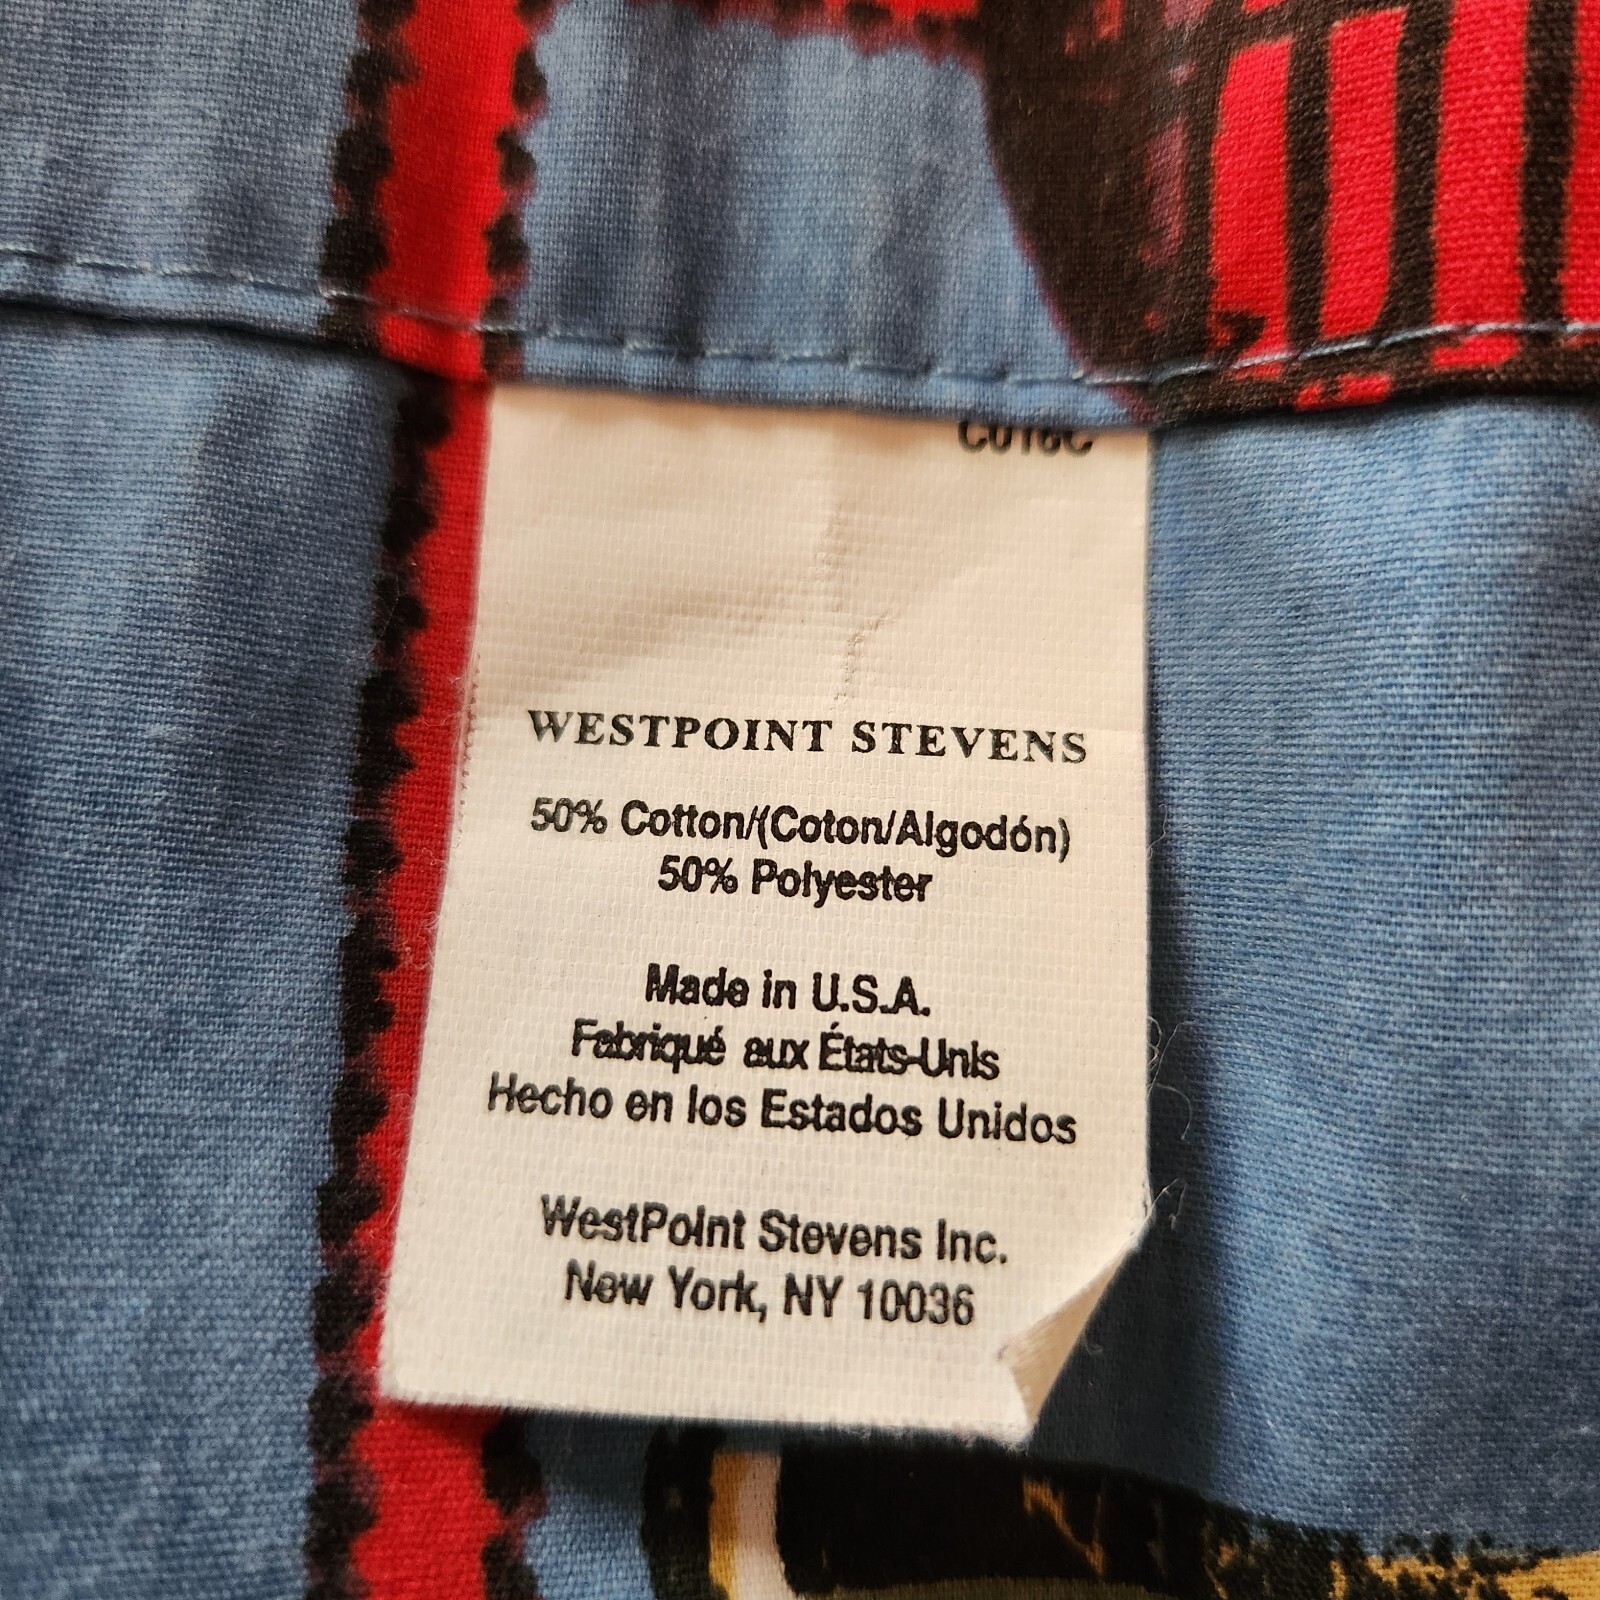 WESTPOINT STEVENS
50% Cotton/(Coton/Algodón)
50% Polyester
Made in U.S.A.
Fabriqué aux États-Unis
Hecho en los Estados Unidos
WestPoint Stevens Inc.
New York, NY 10036